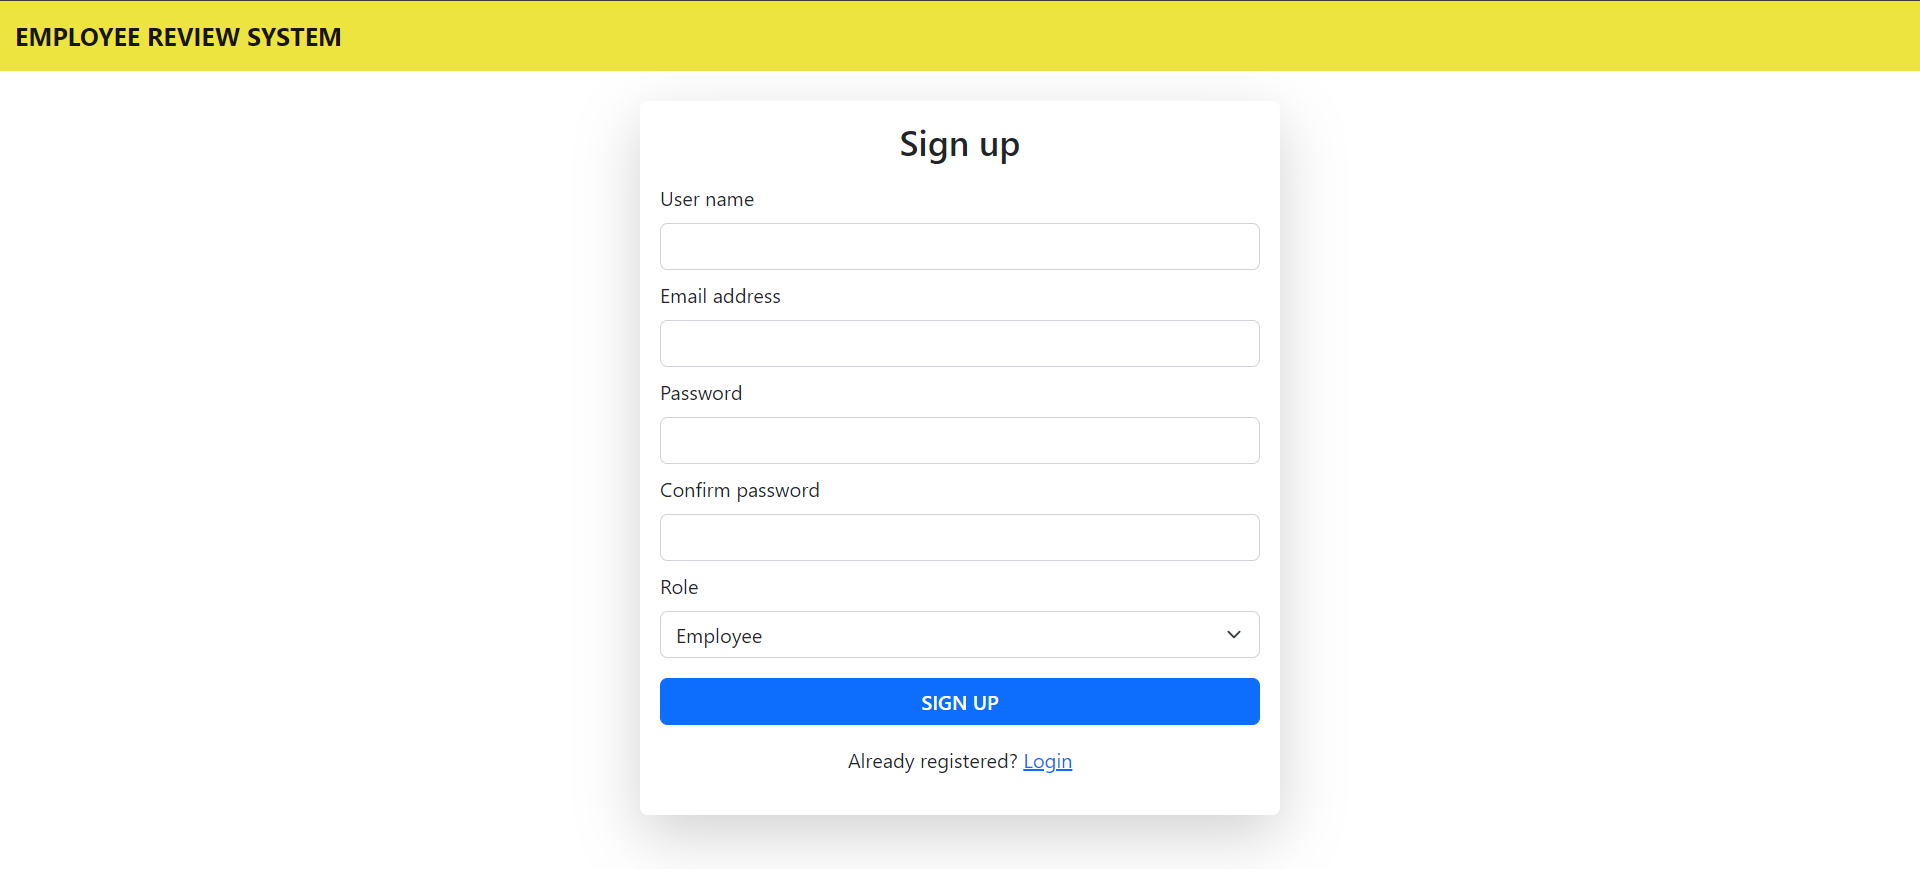 EMPLOYEE REVIEW SYSTEM
Sign up
User name
Email address
Password
Confirm password
Role
Employee
SIGN UP
Already registered? Login